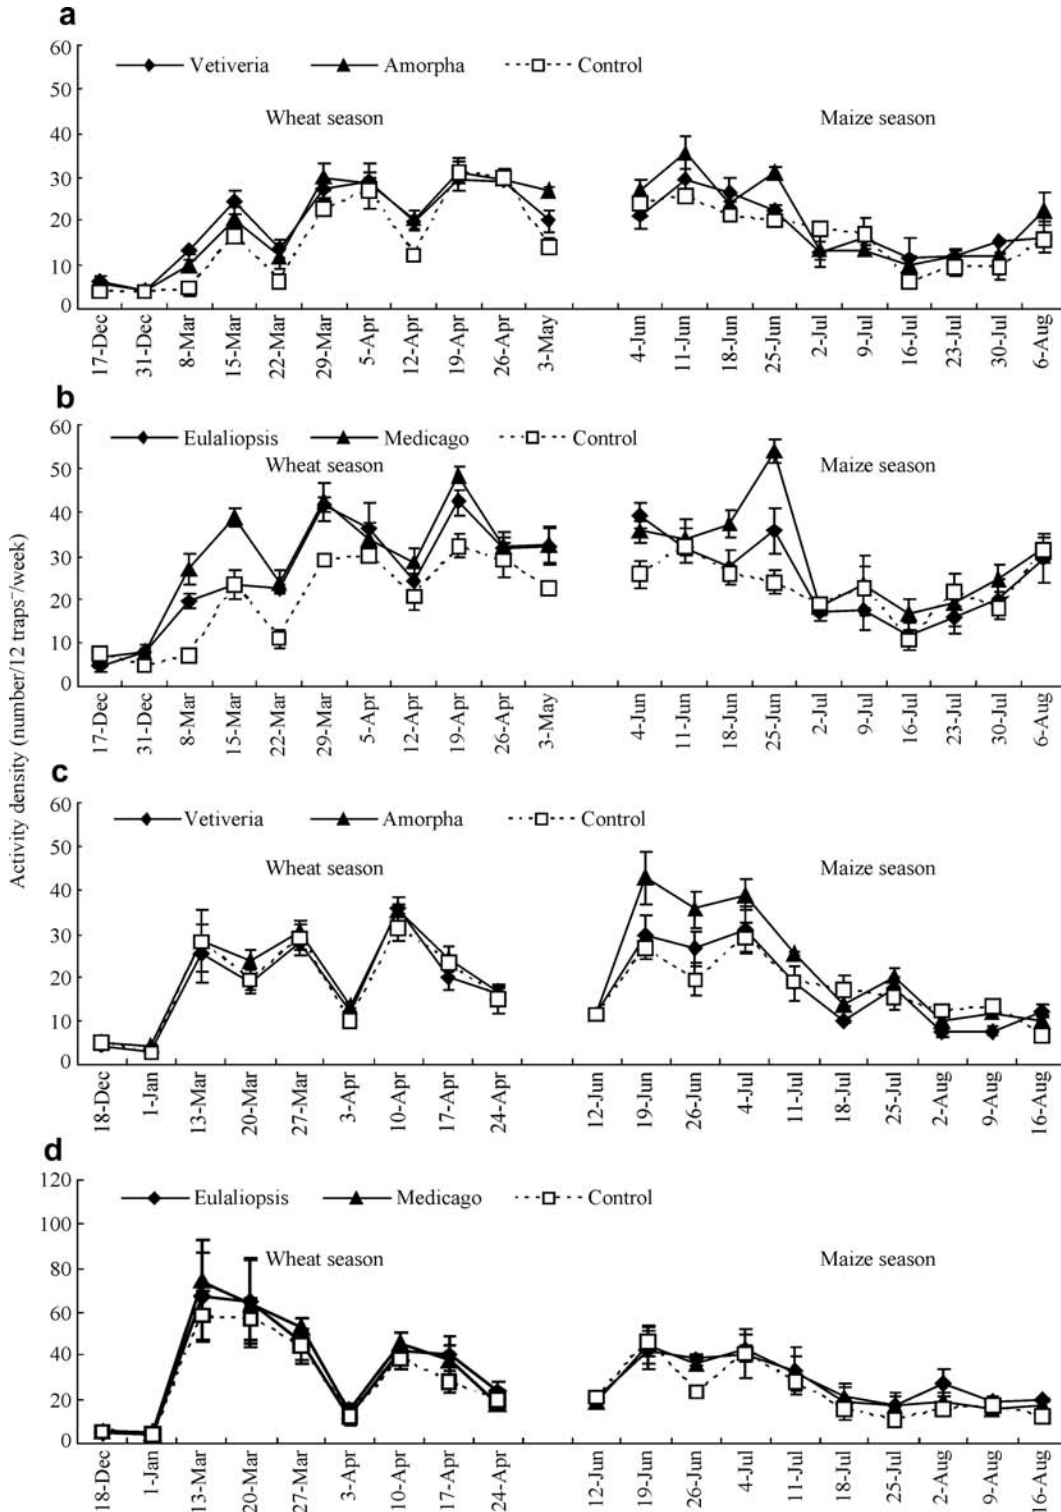 a
60
50
40
30
20
10
0
Vetiveria Amorpha Control
Wheat season Maize season
17-Dec 31-Dec 8-Mar 15-Mar 22-Mar 29-Mar 5-Apr 12-Apr 19-Apr 26-Apr 3-May 4-Jun 11-Jun 18-Jun 25-Jun 2-Jul 9-Jul 16-Jul 23-Jul 30-Jul 6-Aug
b
60
50
40
30
20
10
0
Eulaliopsis Medicago Control
Wheat season Maize season
17-Dec 31-Dec 8-Mar 15-Mar 22-Mar 29-Mar 5-Apr 12-Apr 19-Apr 26-Apr 3-May 4-Jun 11-Jun 18-Jun 25-Jun 2-Jul 9-Jul 16-Jul 23-Jul 30-Jul 6-Aug
Activity density (number/12 traps⁻/week)
c
60
50
40
30
20
10
0
Vetiveria Amorpha Control
Wheat season Maize season
18-Dec 1-Jan 13-Mar 20-Mar 27-Mar 3-Apr 10-Apr 17-Apr 24-Apr 12-Jun 19-Jun 26-Jun 4-Jul 11-Jul 18-Jul 25-Jul 2-Aug 9-Aug 16-Aug
d
120
100
80
60
40
20
0
Eulaliopsis Medicago Control
Wheat season Maize season
18-Dec 1-Jan 13-Mar 20-Mar 27-Mar 3-Apr 10-Apr 17-Apr 24-Apr 12-Jun 19-Jun 26-Jun 4-Jul 11-Jul 18-Jul 25-Jul 2-Aug 9-Aug 16-Aug